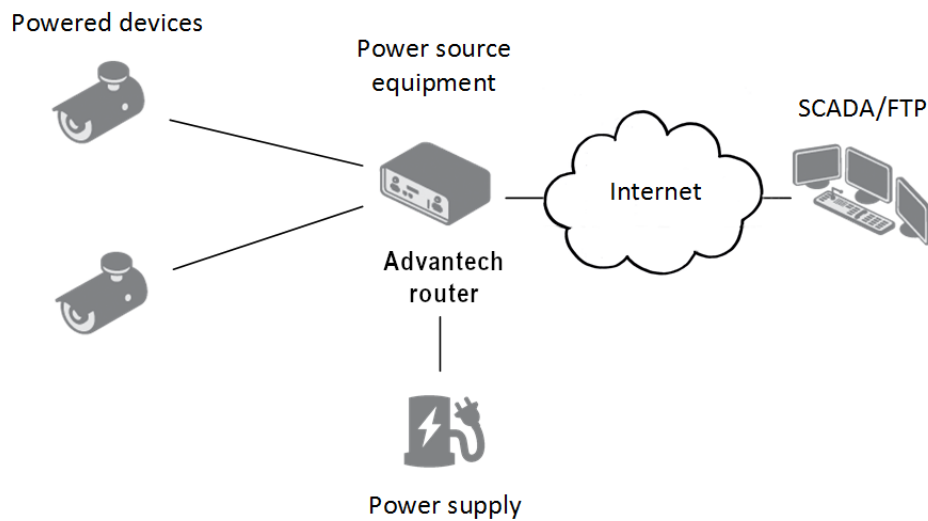 Powered devices
Power source
equipment
SCADA/FTP
Internet
Advantech
router
Power supply